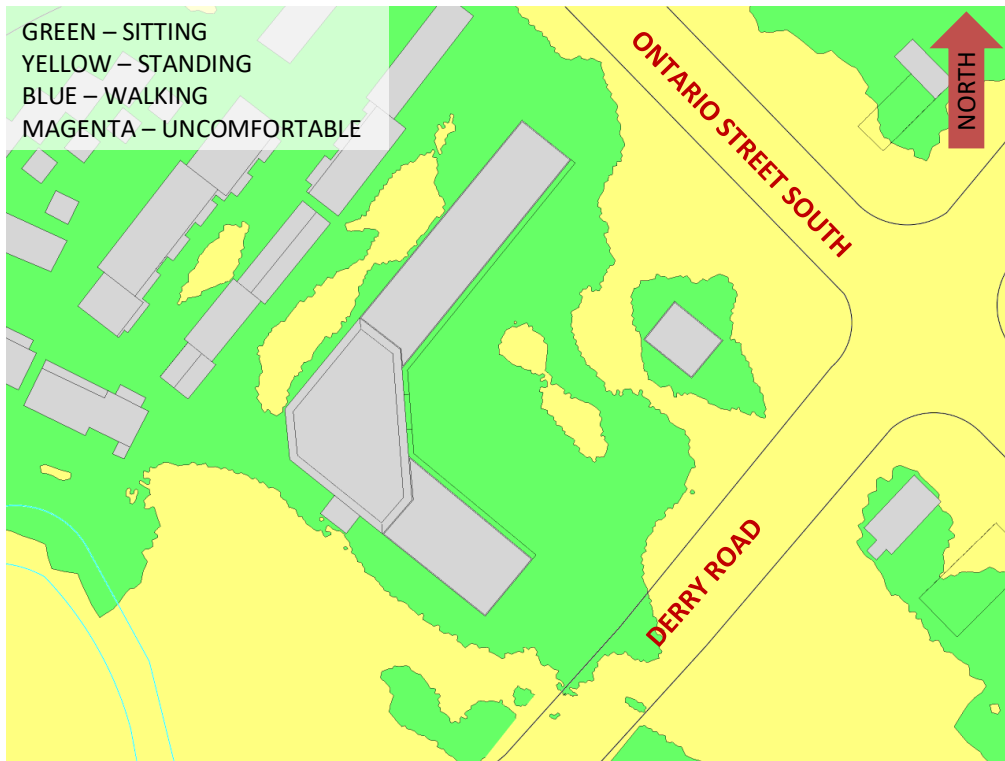 GREEN – SITTING
YELLOW – STANDING
BLUE – WALKING
MAGENTA – UNCOMFORTABLE
ONTARIO STREET SOUTH
NORTH
DERRY ROAD